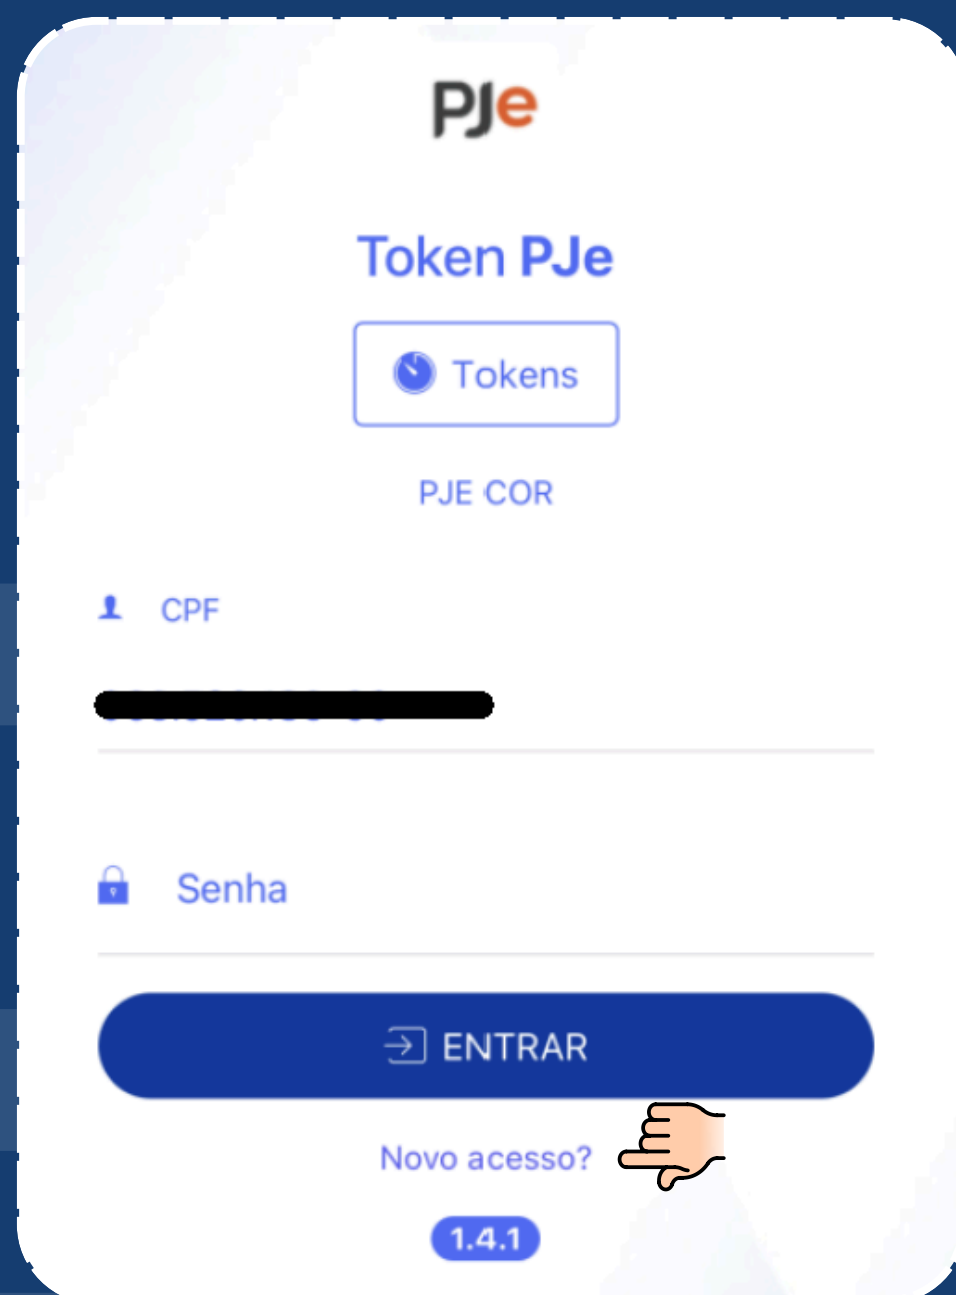 PJe
Token PJe
Tokens
PJE COR
CPF
Senha
ENTRAR
Novo acesso?
1.4.1